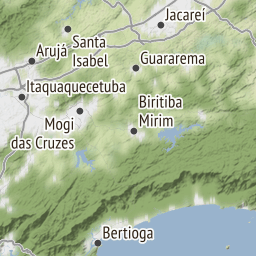 Jacareí
Santa
Isabel
Arujá
Guararema
Itaquaquecetuba
Biritiba
Mirim
Mogi
das Cruzes
Bertioga